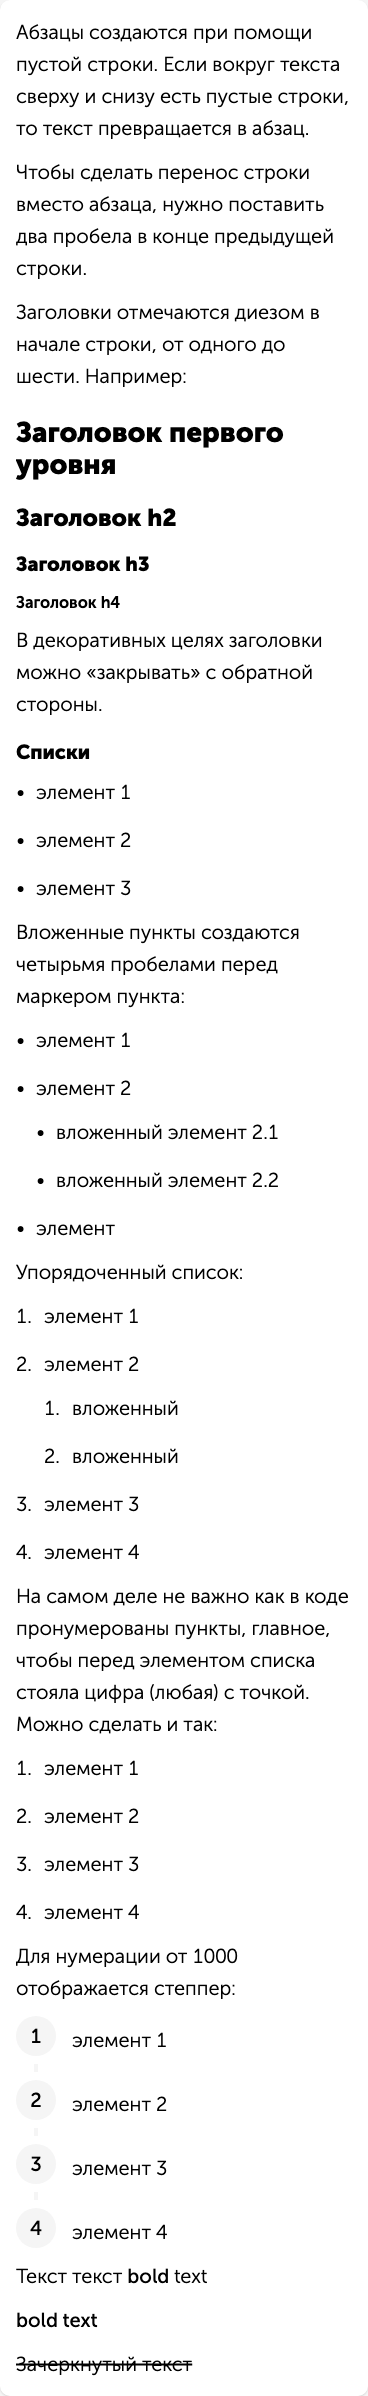 Абзацы создаются при помощи
пустой строки. Если вокруг текста
сверху и снизу есть пустые строки,
то текст превращается в абзац.
Чтобы сделать перенос строки
вместо абзаца, нужно поставить
два пробела в конце предыдущей
строки.
Заголовки отмечаются диезом в
начале строки, от одного до
шести. Например:
Заголовок первого
уровня
Заголовок h2
Заголовок h3
Заголовок h4
В декоративных целях заголовки
можно «закрывать» с обратной
стороны.
Списки
• элемент 1
• элемент 2
• элемент 3
Вложенные пункты создаются
четырьмя пробелами перед
маркером пункта:
• элемент 1
• элемент 2
• вложенный элемент 2.1
• вложенный элемент 2.2
• элемент
Упорядоченный список:
1. элемент 1
2. элемент 2
1. вложенный
2. вложенный
3. элемент 3
4. элемент 4
На самом деле не важно как в коде
пронумерованы пункты, главное,
чтобы перед элементом списка
стояла цифра (любая) с точкой.
Можно сделать и так:
1. элемент 1
2. элемент 2
3. элемент 3
4. элемент 4
Для нумерации от 1000
отображается степпер:
1 элемент 1
2 элемент 2
3 элемент 3
4 элемент 4
Текст текст bold text
bold text
Зачеркнутый текст